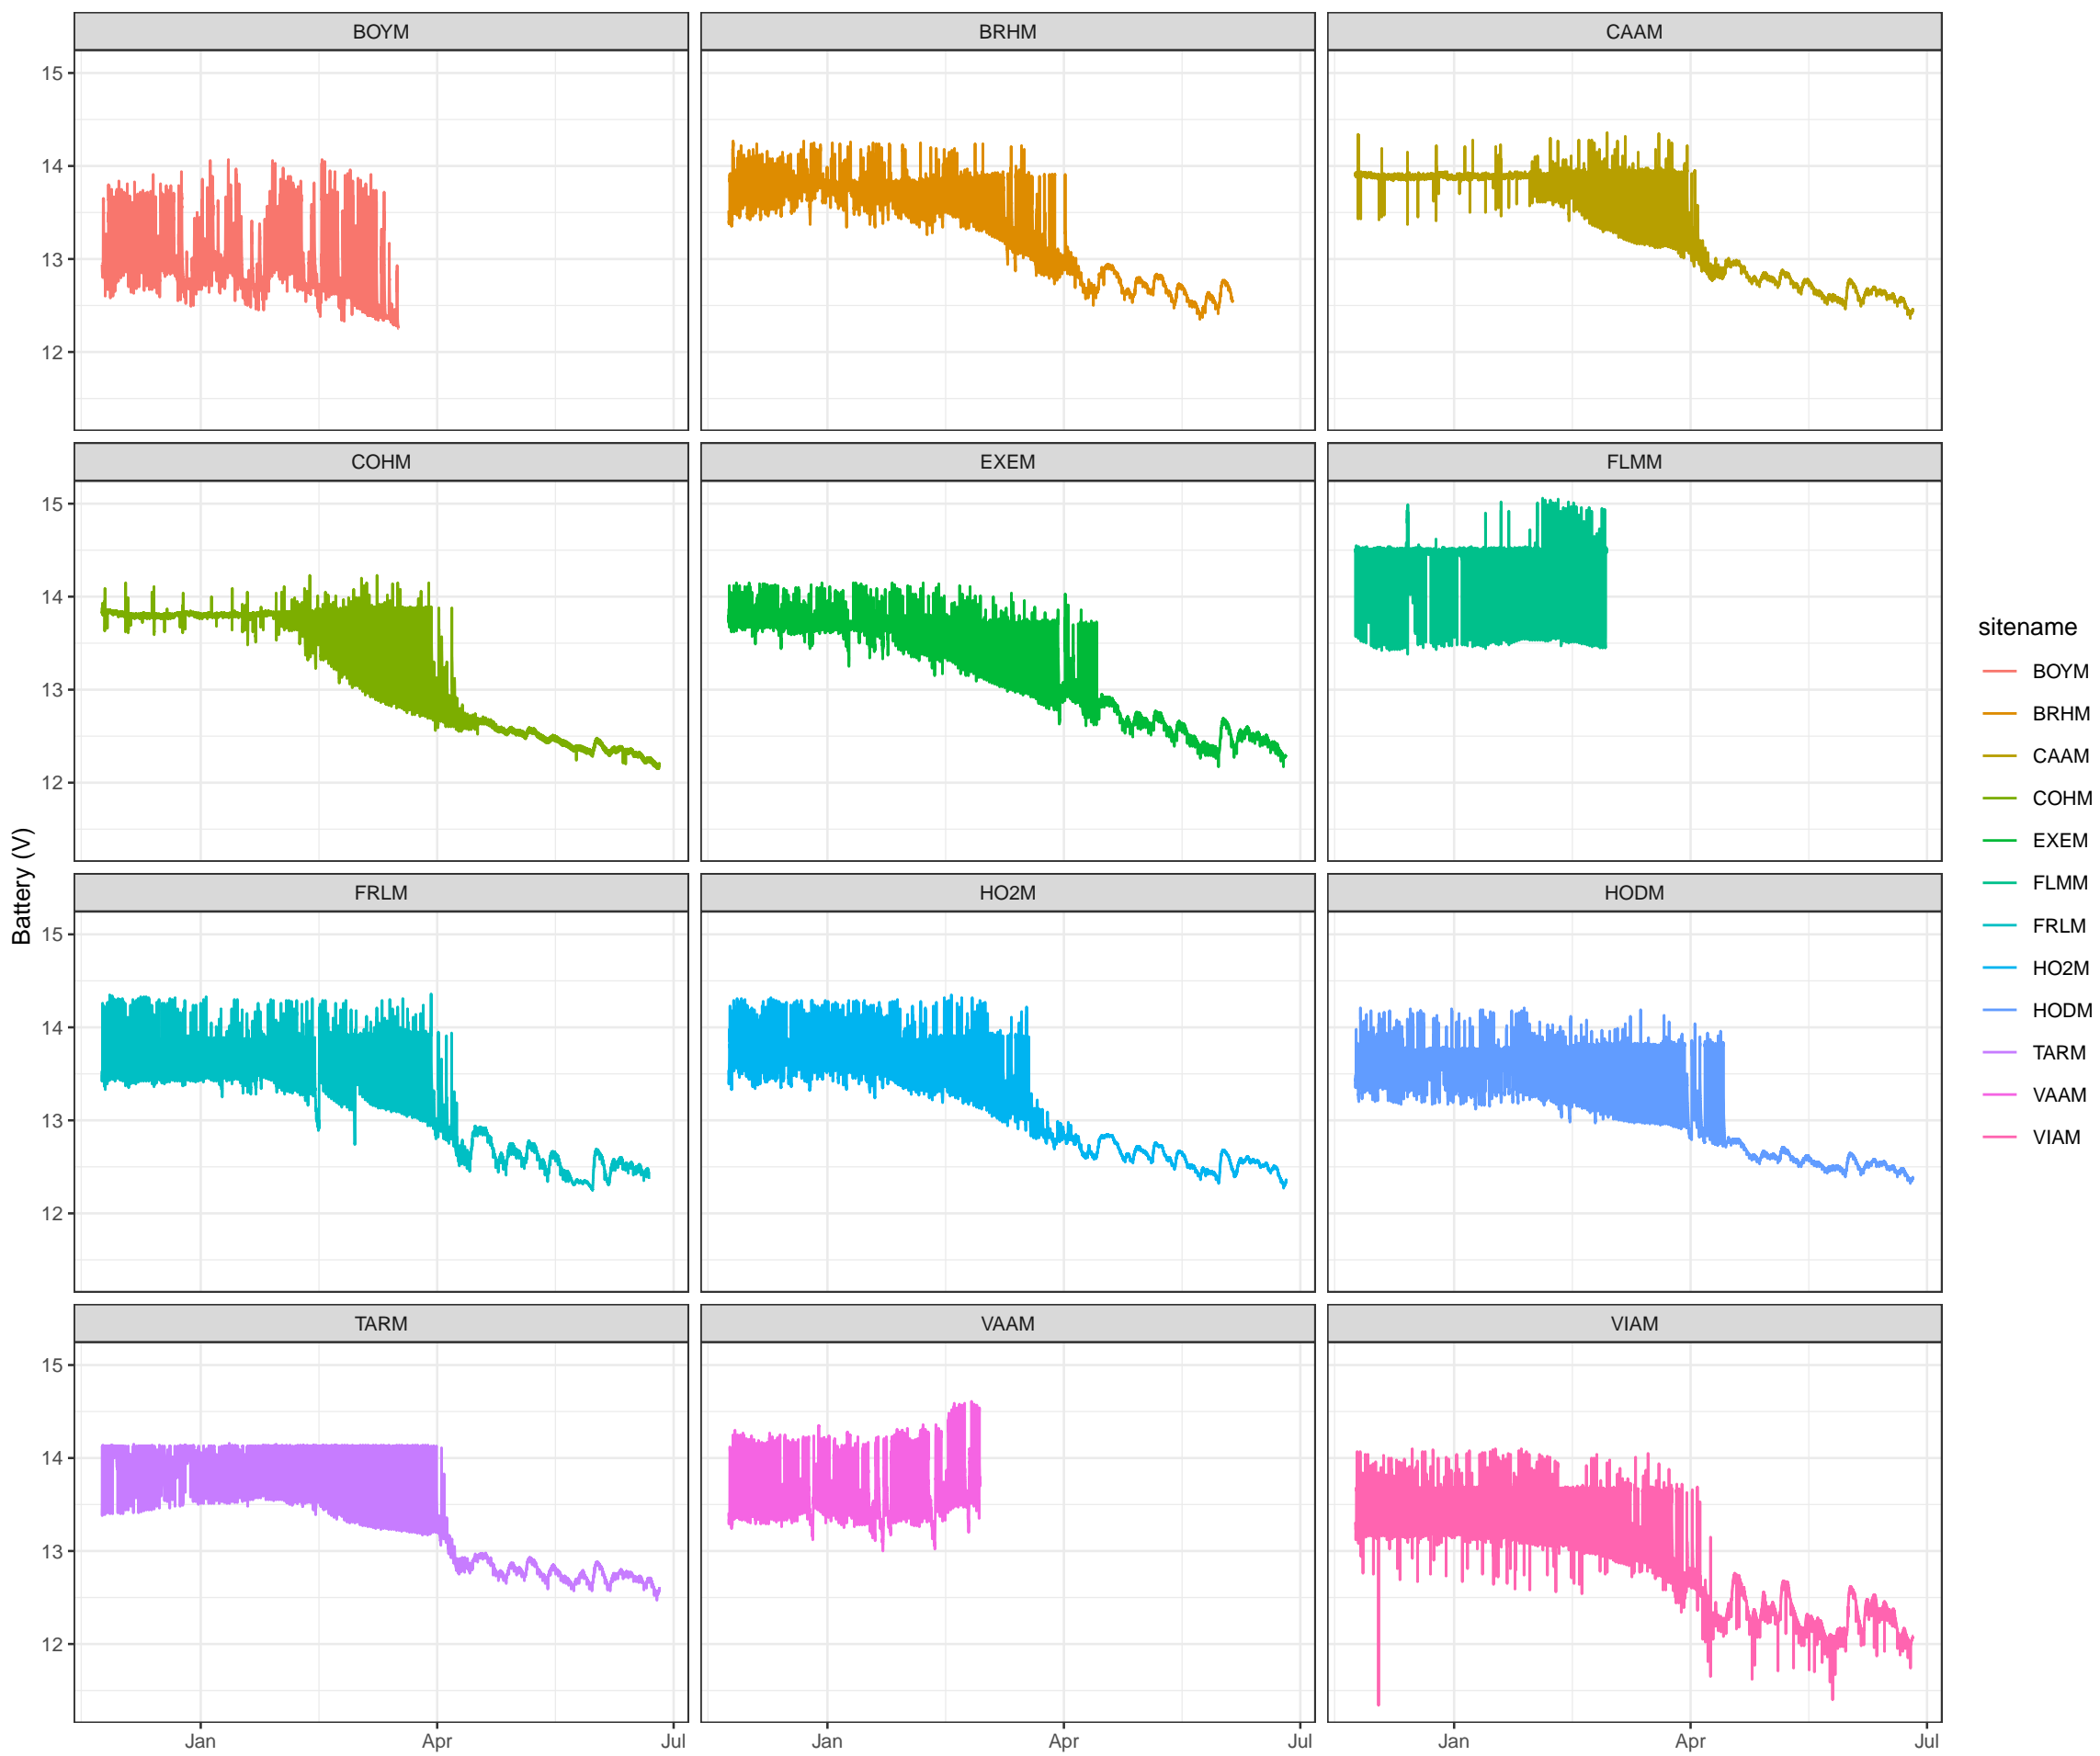 BOYM
BRHM
CAAM
15
14
13
12
COHM
EXEM
FLMM
15
14
13
12
Battery (V)
FRLM
HO2M
HODM
15
14
13
12
TARM
VAAM
VIAM
15
14
13
12
Jan
Apr
Jul
Jan
Apr
Jul
Jan
Apr
Jul
sitename
BOYM
BRHM
CAAM
COHM
EXEM
FLMM
FRLM
HO2M
HODM
TARM
VAAM
VIAM